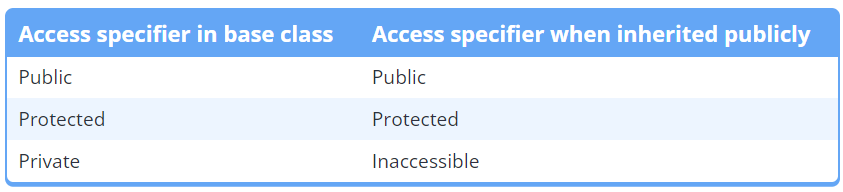 Access specifier in base class Access specifier when inherited publicly
Public Public
Protected Protected
Private Inaccessible